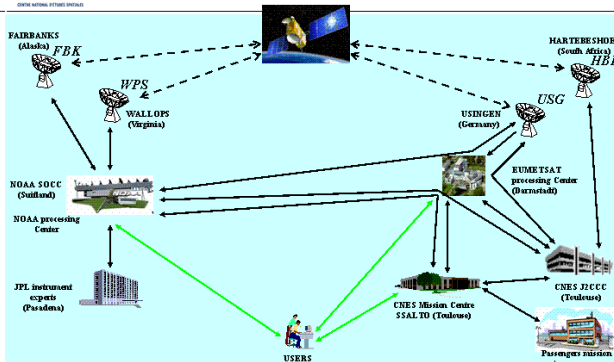 CENTRE NATIONAL D'ETUDES SPATIALES
FAIRBANKS
(Alaska)
FBK
HARTEBESHOE
(South Africa)
HBK
WPS
WALLOPS
(Virginia)
USINGEN
(Germany)
USG
NOAA SOCC
(Suitland)
NOAA processing
Center
EUMETSAT
processing Center
(Darmstadt)
JPL instrument
experts
(Pasadena)
CNES Mission Centre
SSALTO (Toulouse)
CNES J2CCC
(Toulouse)
USERS
Passengers mission